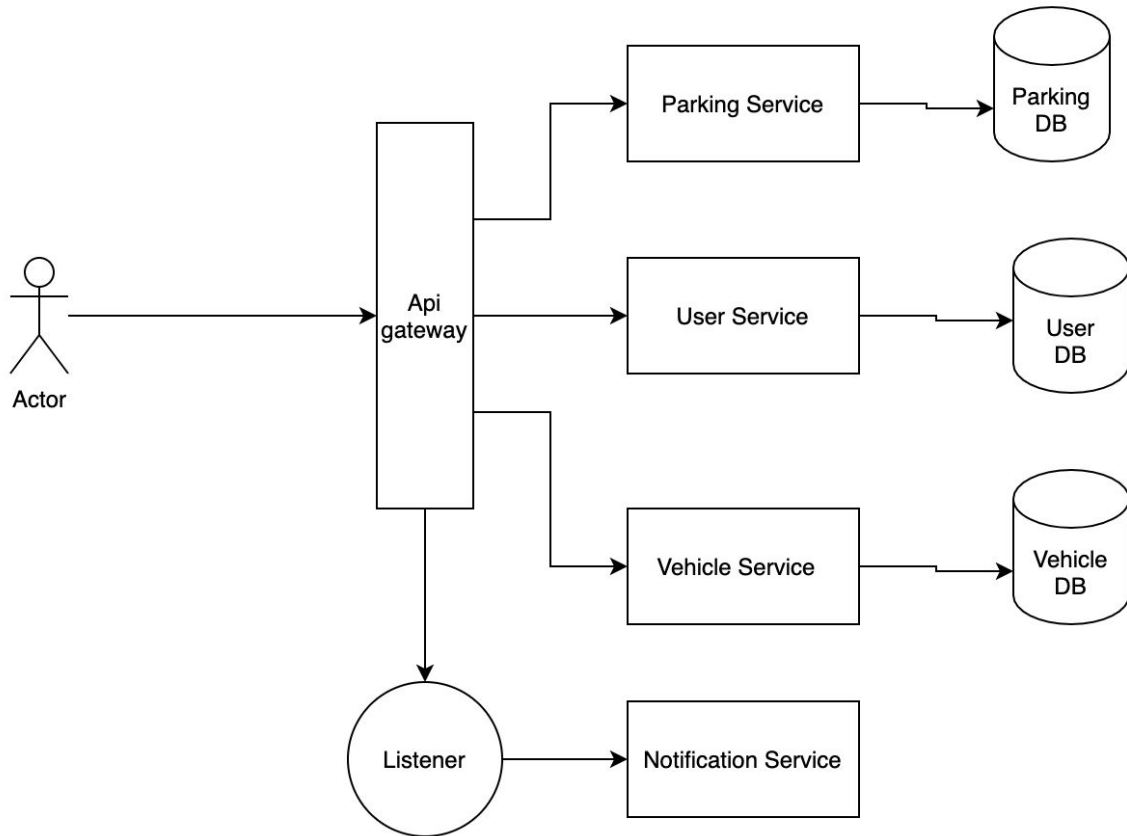 Parking Service
Parking
DB
Actor
Api
gateway
User Service
User
DB
Vehicle Service
Vehicle
DB
Listener
Notification Service